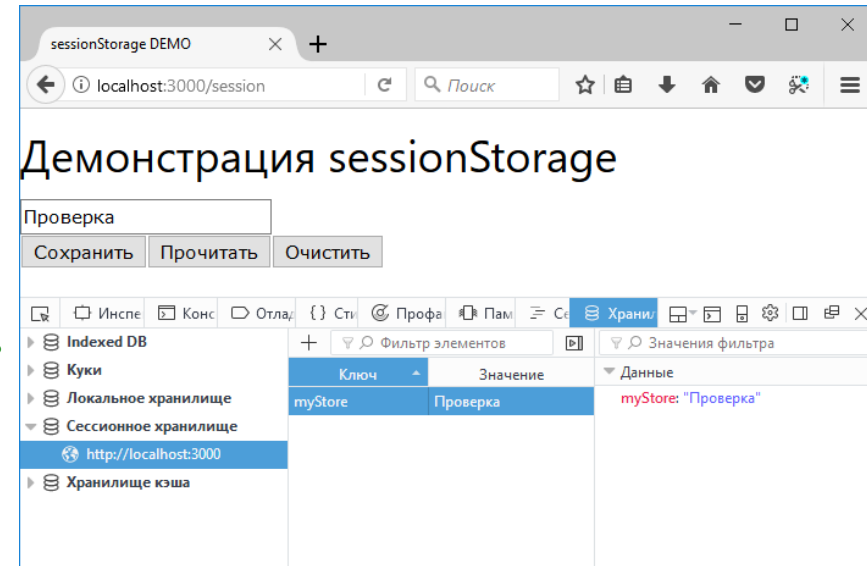 sessionStorage DEMO
localhost:3000/session
Поиск
Демонстрация sessionStorage
Проверка
Сохранить Прочитать Очистить
Инспе Конс Отлад { } Сти Профа Пам Се Хранил
Indexed DB
Фильтр элементов
Значения фильтра
Куки
Ключ Значение
Данные
Локальное хранилище
myStore Проверка
myStore: "Проверка"
Сессионное хранилище
http://localhost:3000
Хранилище кэша